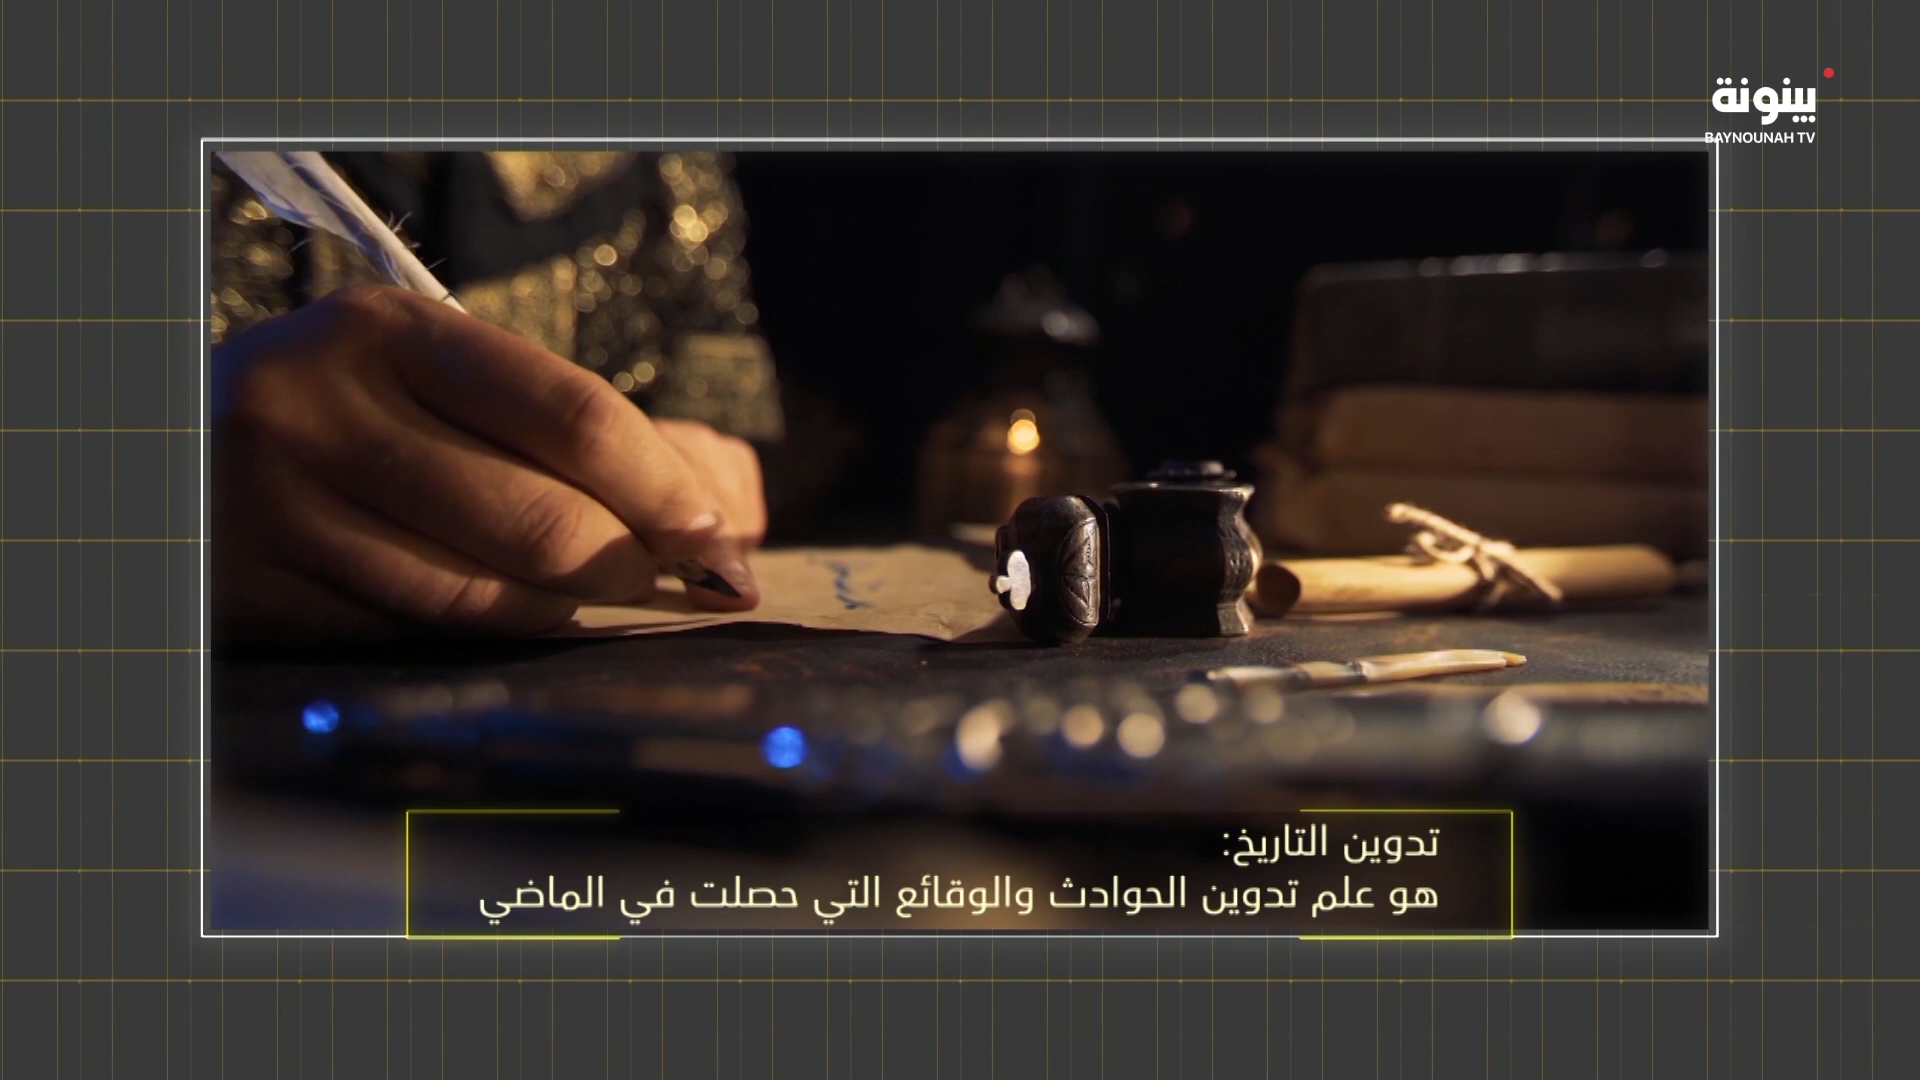 بينونة
BAYNOUNAH TV
تدوين التاريخ:
هو علم تدوين الحوادث والوقائع التي حصلت في الماضي